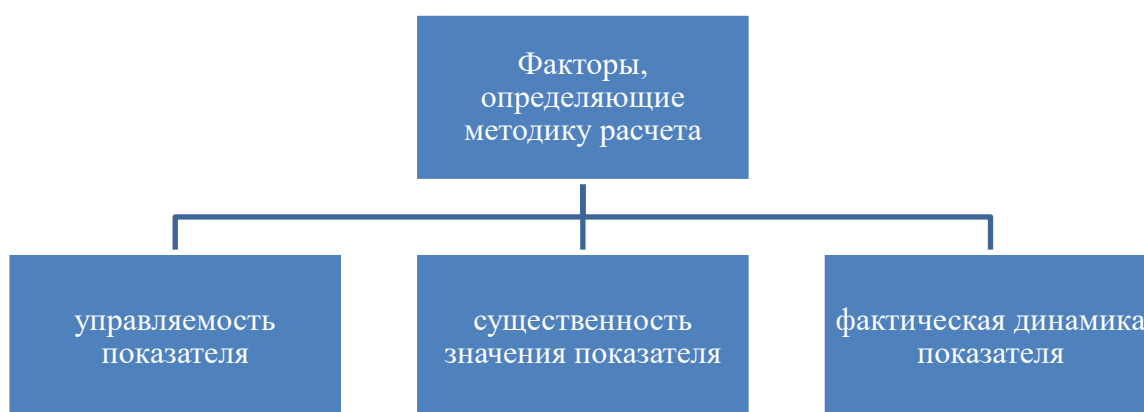 Факторы,
определяющие
методику расчета
управляемость
показателя
существенность
значения показателя
фактическая динамика
показателя